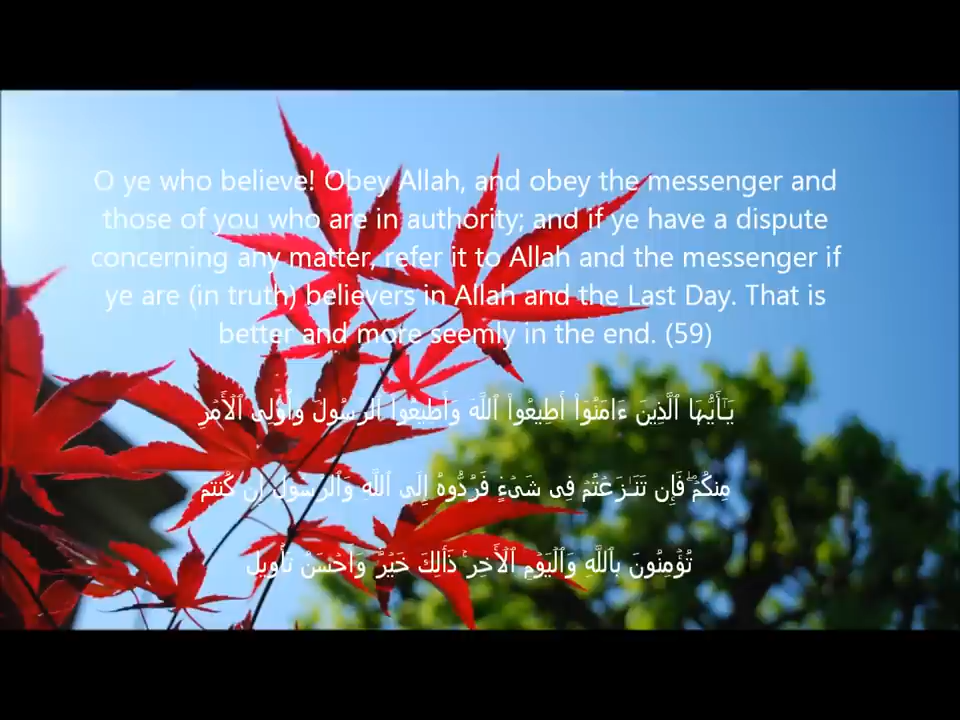 O ye who believe! Obey Allah, and obey the messenger and
those of you who are in authority; and if ye have a dispute
concerning any matter, refer it to Allah and the messenger if
ye are (in truth) believers in Allah and the Last Day. That is
better and more seemly in the end. (59)
يَـٰٓأَيُّہَا ٱلَّذِينَ ءَامَنُوٓاْ أَطِيعُواْ ٱللَّهَ وَأَطِيعُواْ ٱلرَّسُولَ وَأُوْلِى ٱلۡأَمۡرِ
مِنكُمۡ‌ۖ فَإِن تَنَـٰزَعۡتُمۡ فِى شَىۡءٍ۬ فَرُدُّوهُ إِلَى ٱللَّهِ وَٱلرَّسُولِ إِن كُنتُمۡ
تُؤۡمِنُونَ بِٱللَّهِ وَٱلۡيَوۡمِ ٱلۡأَخِرِ‌ۚ ذَٲلِكَ خَيۡرٌ۬ وَأَحۡسَنُ تَأۡوِيلاً